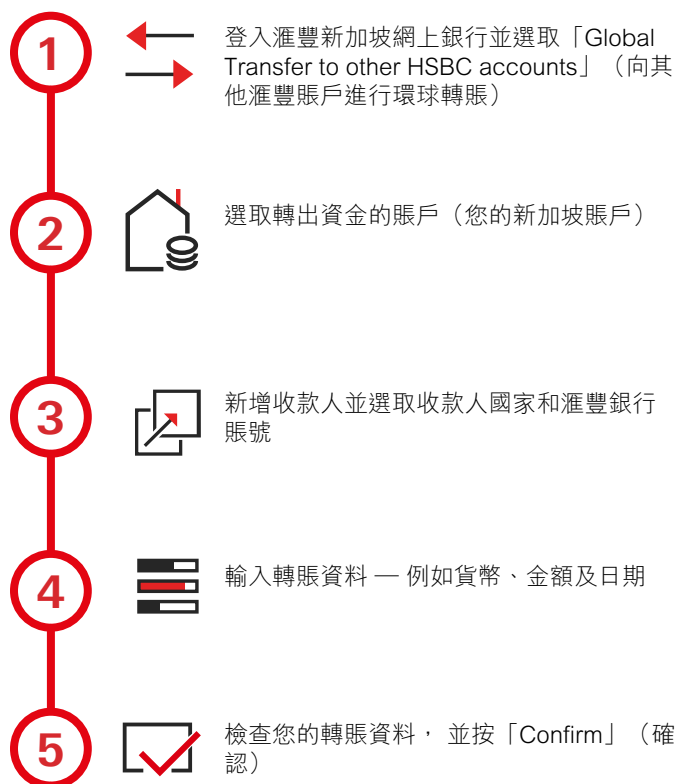 1
登入滙豐新加坡網上銀行並選取「Global
Transfer to other HSBC accounts」（向其
他滙豐賬戶進行環球轉賬）
2
選取轉出資金的賬戶（您的新加坡賬戶）
3
新增收款人並選取收款人國家和滙豐銀行
賬號
4
輸入轉賬資料 — 例如貨幣、金額及日期
5
檢查您的轉賬資料， 並按「Confirm」（確
認）